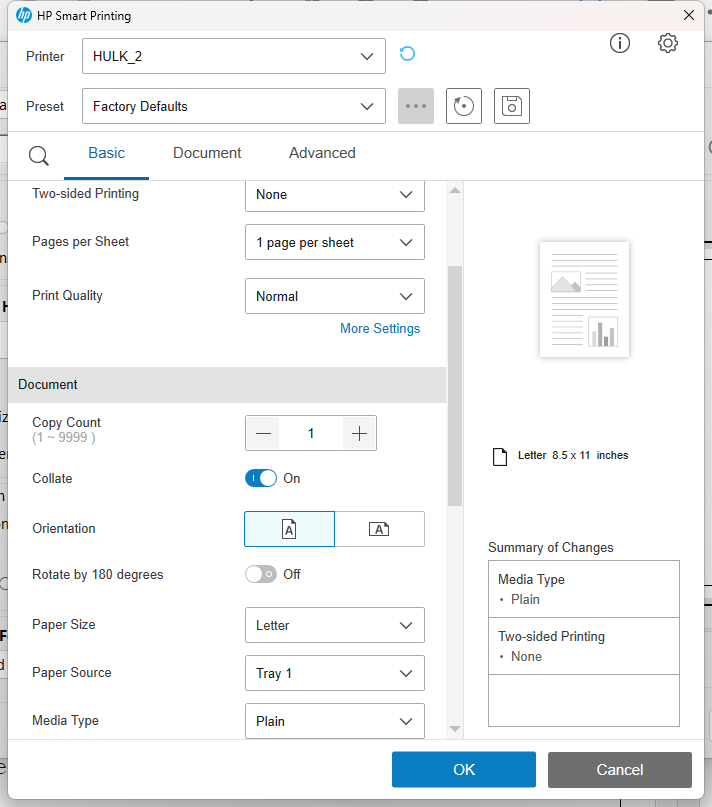 hp HP Smart Printing
Printer HULK_2
Preset Factory Defaults
Basic Document Advanced
Two-sided Printing None
Pages per Sheet 1 page per sheet
Print Quality Normal
More Settings
Document
Copy Count
(1 ~ 9999 )
1
Collate On
Orientation A A
Rotate by 180 degrees Off
Paper Size Letter
Paper Source Tray 1
Media Type Plain
Letter 8.5 x 11 inches
Summary of Changes
Media Type
• Plain
Two-sided Printing
• None
OK Cancel